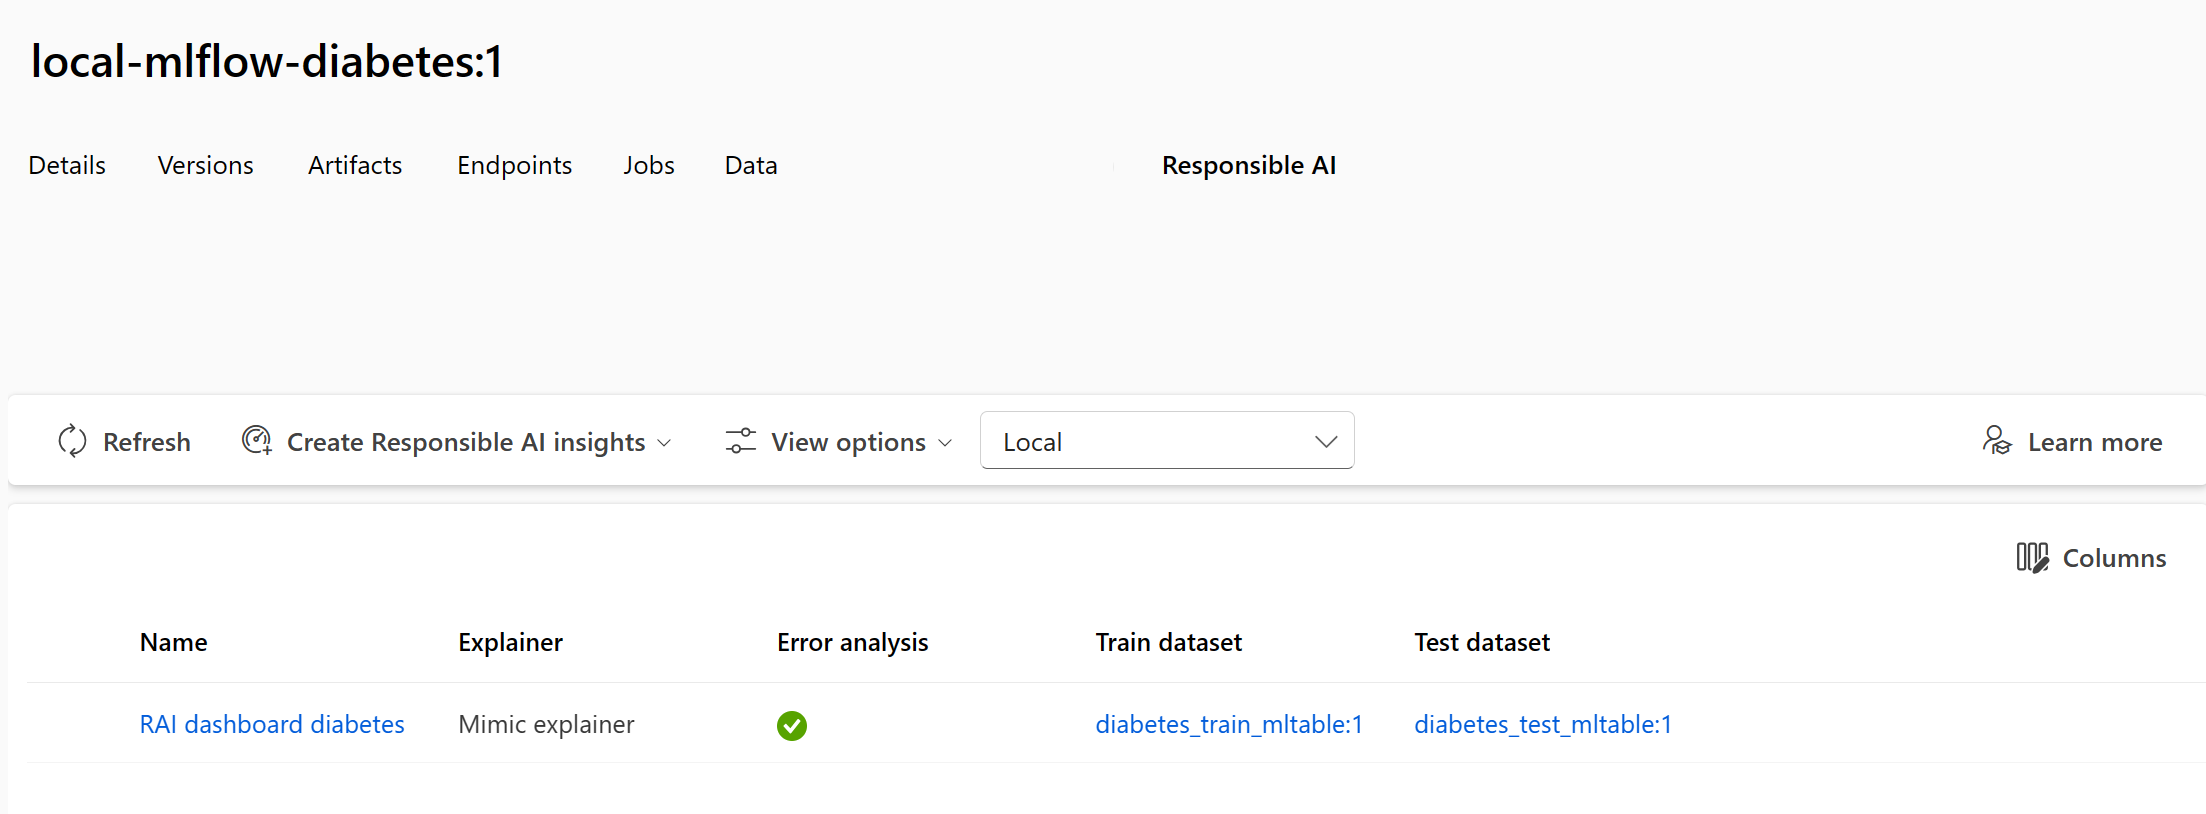 local-mlflow-diabetes:1
Details Versions Artifacts Endpoints Jobs Data Responsible AI
Refresh Create Responsible AI insights View options Local Learn more
Columns
Name Explainer Error analysis Train dataset Test dataset
RAI dashboard diabetes Mimic explainer diabetes_train_mltable:1 diabetes_test_mltable:1